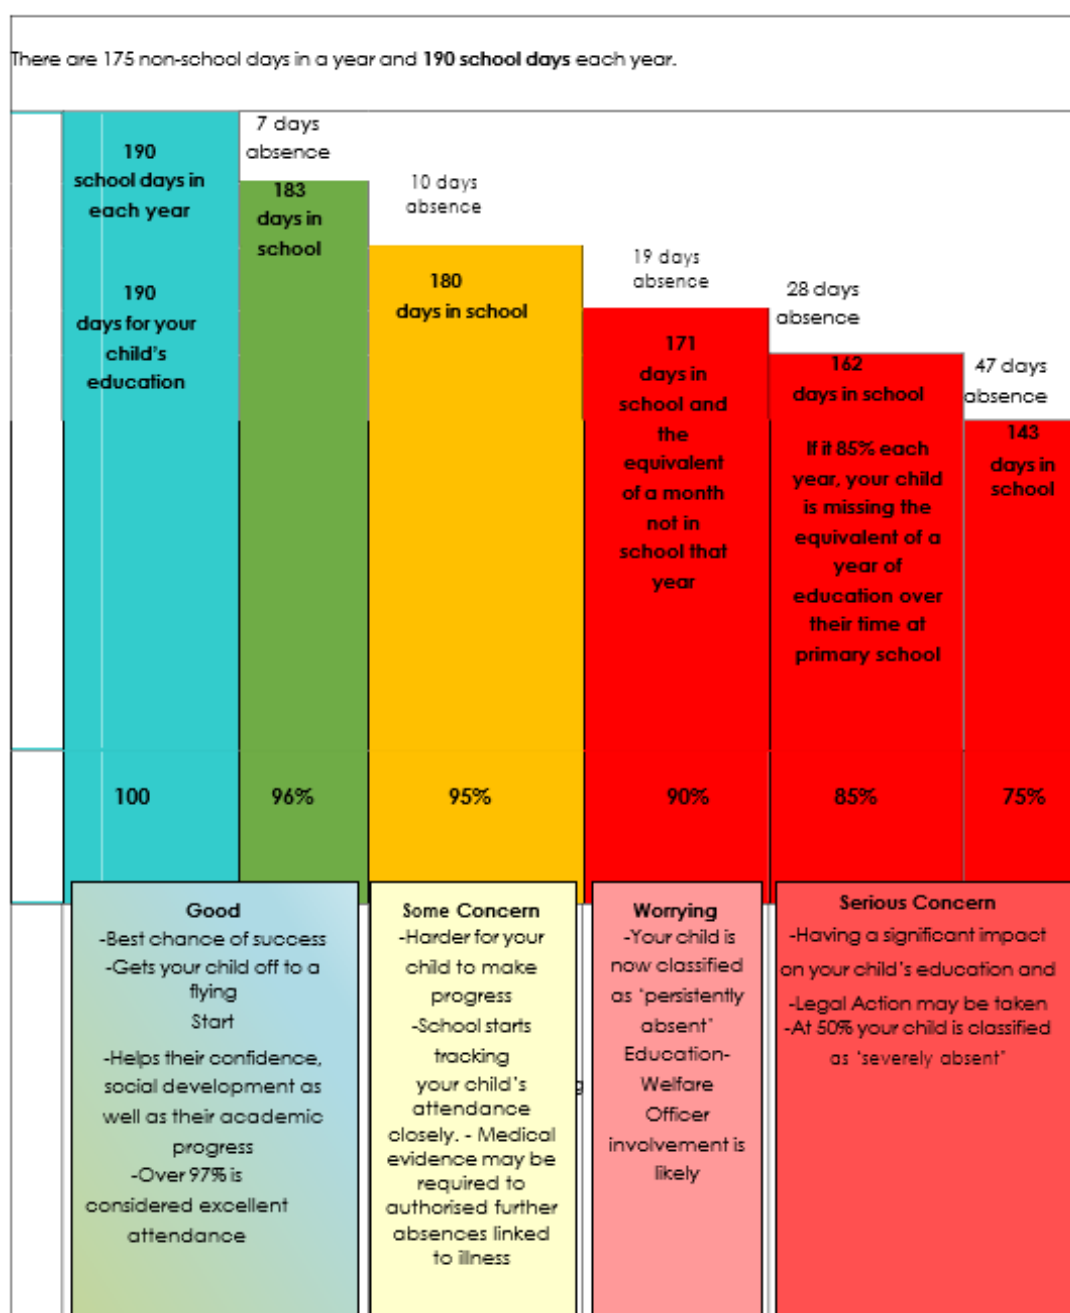 There are 175 non-school days in a year and 190 school days each year.
190
school days in
each year
190
days for your
child's
education
7 days
absence
183
days in
school
10 days
absence
180
days in school
19 days
absence
171
days in
school and
the
equivalent
of a month
not in
school that
year
28 days
absence
162
days in school
If it 85% each
year, your child
is missing the
equivalent of a
year of
education over
their time at
primary school
47 days
absence
143
days in
school
100
96%
95%
90%
85%
75%
Good
-Best chance of success
-Gets your child off to a
flying
Start
-Helps their confidence,
social development as
well as their academic
progress
-Over 97% is
considered excellent
attendance
Some Concern
-Harder for your
child to make
progress
-School starts
tracking
your child's
attendance
closely. - Medical
evidence may be
required to
authorised further
absences linked
to illness
Worrying
-Your child is
now classified
as 'persistently
absent'
Education-
Welfare
Officer
involvement is
likely
Serious Concern
-Having a significant impact
on your child's education and
-Legal Action may be taken
-At 50% your child is classified
as 'severely absent'